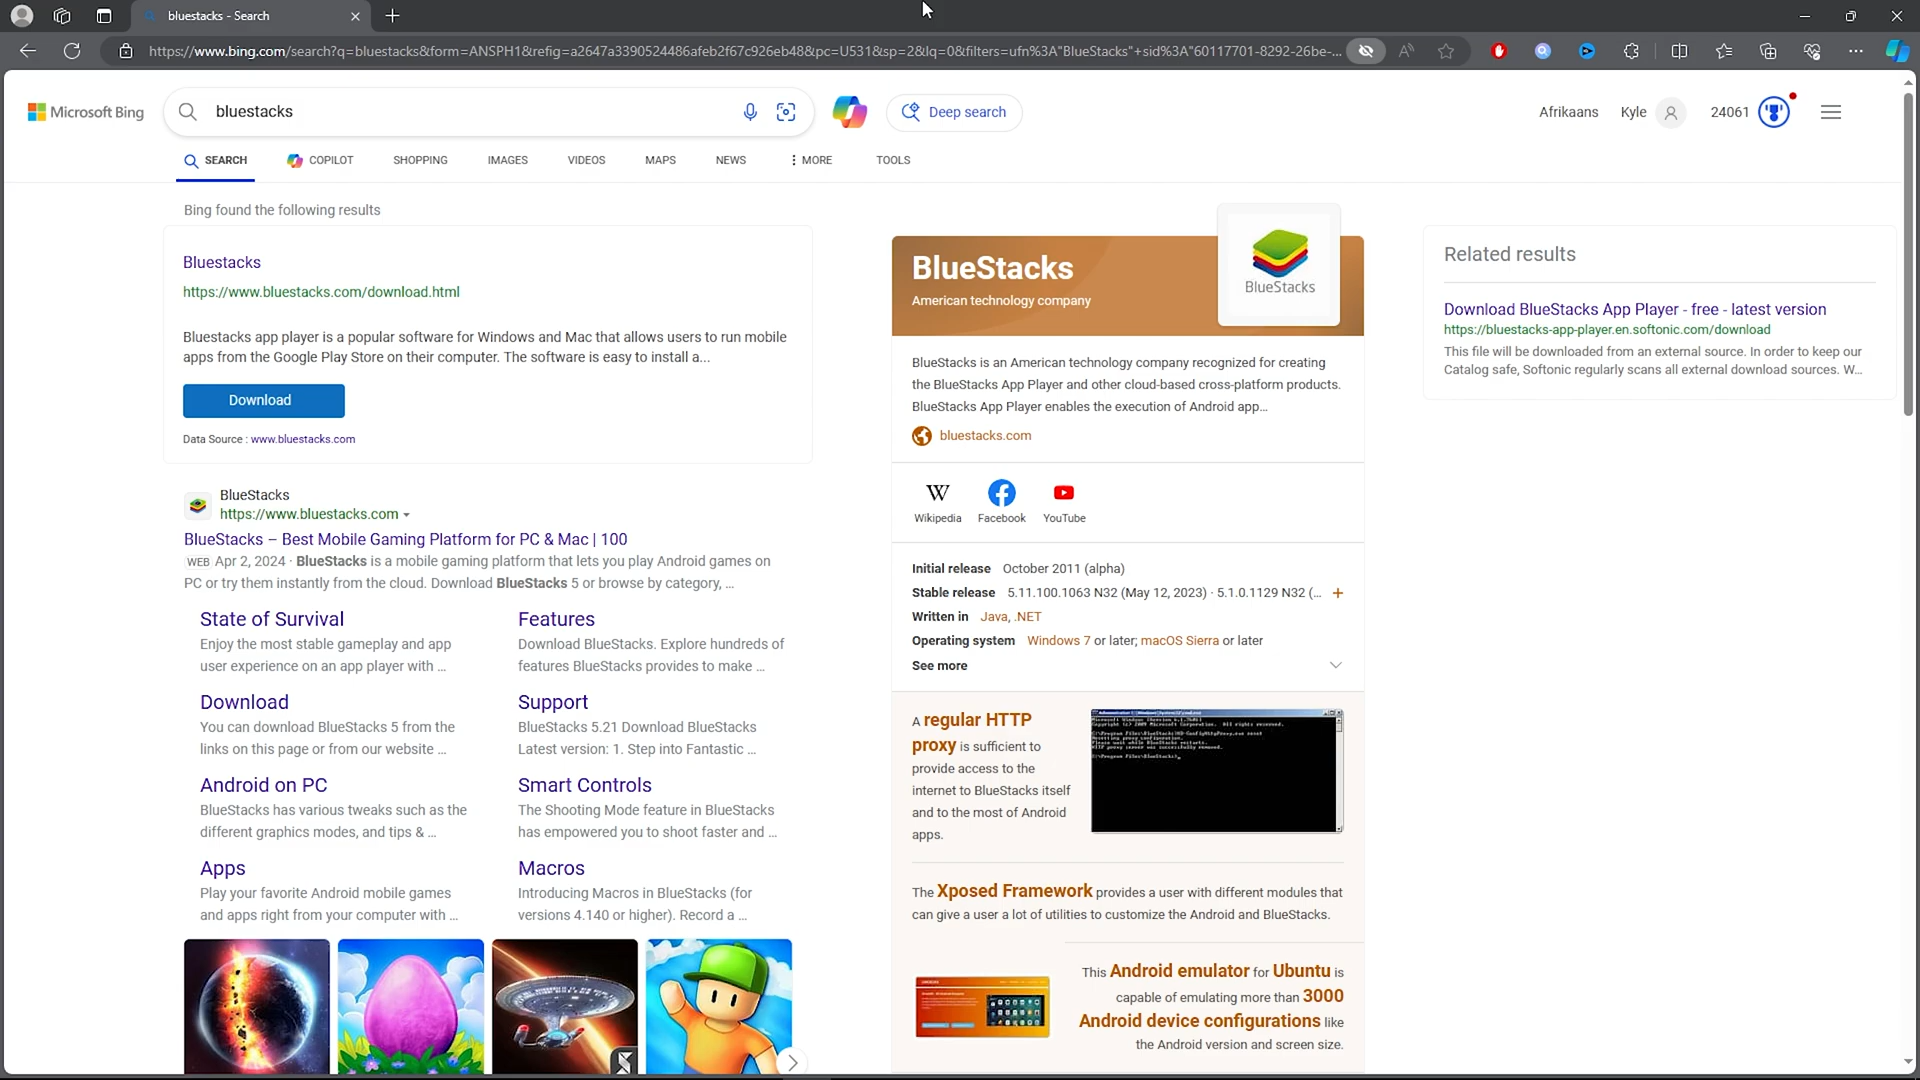 bluestacks - Search
https://www.bing.com/search?q=bluestacks&form=ANSPH1&refig=a2647a3390524486afeb2f67c926eb48&pc=U531&sp=2&lq=0&filters=ufn%3A"BlueStacks"+sid%3A"60117701-8292-26be-...
Microsoft Bing
bluestacks
Deep search
Afrikaans
Kyle
24061
SEARCH
COPILOT
SHOPPING
IMAGES
VIDEOS
MAPS
NEWS
MORE
TOOLS
Bing found the following results
Bluestacks
https://www.bluestacks.com/download.html
Bluestacks app player is a popular software for Windows and Mac that allows users to run mobile
apps from the Google Play Store on their computer. The software is easy to install a...
Download
Data Source : www.bluestacks.com
BlueStacks
https://www.bluestacks.com
BlueStacks – Best Mobile Gaming Platform for PC & Mac | 100
WEB Apr 2, 2024 · BlueStacks is a mobile gaming platform that lets you play Android games on
PC or try them instantly from the cloud. Download BlueStacks 5 or browse by category, ...
State of Survival
Enjoy the most stable gameplay and app
user experience on an app player with ...
Features
Download BlueStacks. Explore hundreds of
features BlueStacks provides to make ...
Download
You can download BlueStacks 5 from the
links on this page or from our website ...
Support
BlueStacks 5.21 Download BlueStacks
Latest version: 1. Step into Fantastic ...
Android on PC
BlueStacks has various tweaks such as the
different graphics modes, and tips & ...
Smart Controls
The Shooting Mode feature in BlueStacks
has empowered you to shoot faster and ...
Apps
Play your favorite Android mobile games
and apps right from your computer with ...
Macros
Introducing Macros in BlueStacks (for
versions 4.140 or higher). Record a ...
BlueStacks
American technology company
BlueStacks
BlueStacks is an American technology company recognized for creating
the BlueStacks App Player and other cloud-based cross-platform products.
BlueStacks App Player enables the execution of Android app...
bluestacks.com
Wikipedia
Facebook
YouTube
Initial release October 2011 (alpha)
Stable release 5.11.100.1063 N32 (May 12, 2023) · 5.1.0.1129 N32 (...
Written in Java, .NET
Operating system Windows 7 or later; macOS Sierra or later
See more
A regular HTTP
proxy is sufficient to
provide access to the
internet to BlueStacks itself
and to the most of Android
apps.
The Xposed Framework provides a user with different modules that
can give a user a lot of utilities to customize the Android and BlueStacks.
This Android emulator for Ubuntu is
capable of emulating more than 3000
Android device configurations like
the Android version and screen size.
Related results
Download BlueStacks App Player - free - latest version
https://bluestacks-app-player.en.softonic.com/download
This file will be downloaded from an external source. In order to keep our
Catalog safe, Softonic regularly scans all external download sources. W...